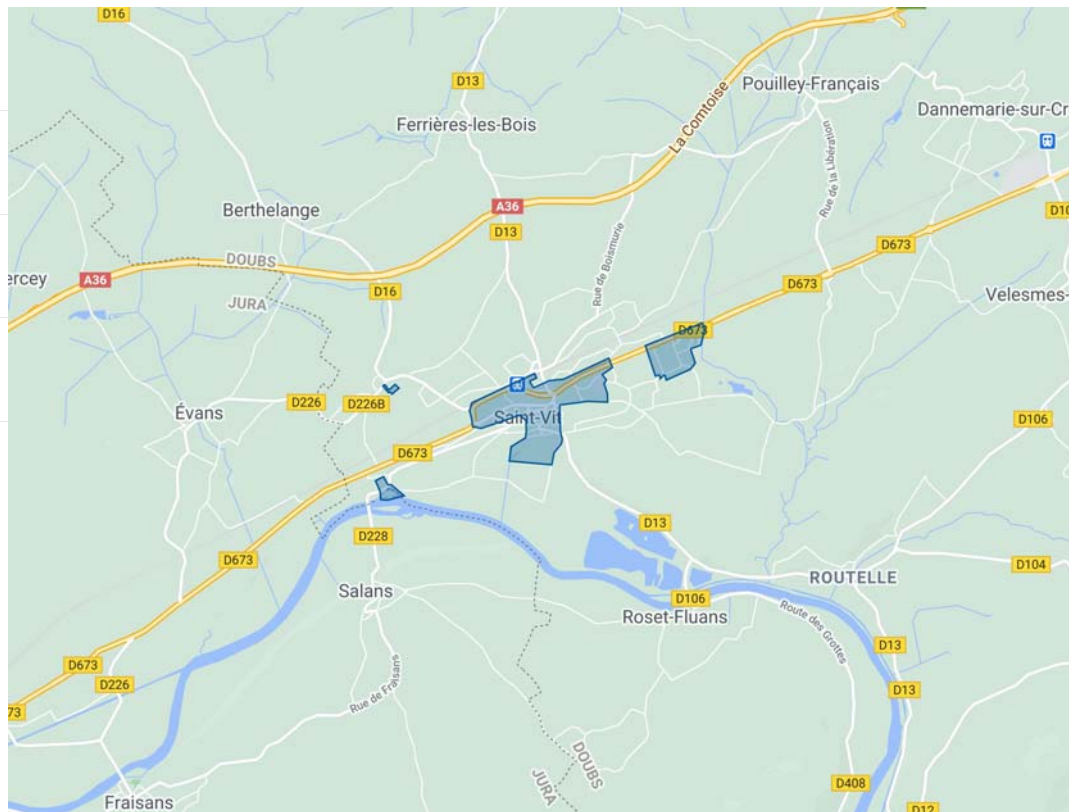 D16
La Comtoise
Pouilley-Français
D13
Dannemarie-sur-Cr
Ferrières-les-Bois
Rue de la Libération
A36
Berthelange
D10
D13
D673
Rue de Boismurie
DOUBS
ercey
A36
D16
D673
JURA
Velesmes-
D673
D226
D226B
Évans
Saint-Vit
D106
D673
D13
D228
D673
D104
ROUTELLE
Salans
D106
Roset-Fluans
Route des Grottes
D13
D673
D226
D13
Rue de Fraisans
73
DOUBS
JURA
D408
Fraisans
D12